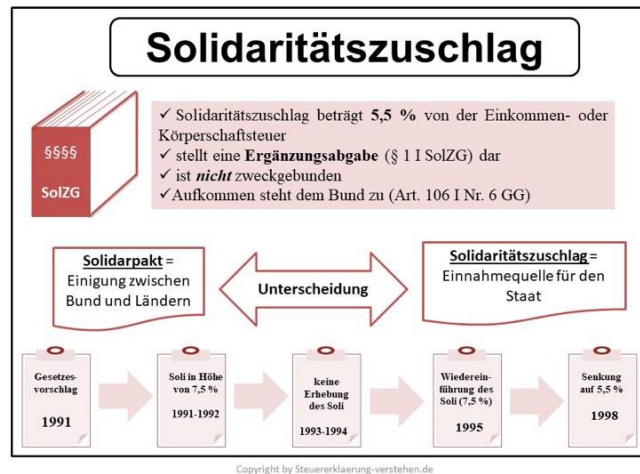 Solidaritätszuschlag
§§§§
SolZG
✓ Solidaritätszuschlag beträgt 5,5 % von der Einkommen- oder
Körperschaftsteuer
✓ stellt eine Ergänzungsabgabe (§ 1 I SolZG) dar
✓ ist nicht zweckgebunden
✓ Aufkommen steht dem Bund zu (Art. 106 I Nr. 6 GG)
Solidarpakt =
Einigung zwischen
Bund und Ländern
Unterscheidung
Solidaritätszuschlag=
Einnahmequelle für den
Staat
Gesetzes-
vorschlag
1991
Soli in Höhe
von 7,5 %
1991-1992
keine
Erhebung
des Soli
1993-1994
Wiederein-
führung des
Soli (7,5 %)
1995
Senkung
auf 5,5 %
1998
Copyright by Steuererklaerung-verstehen.de